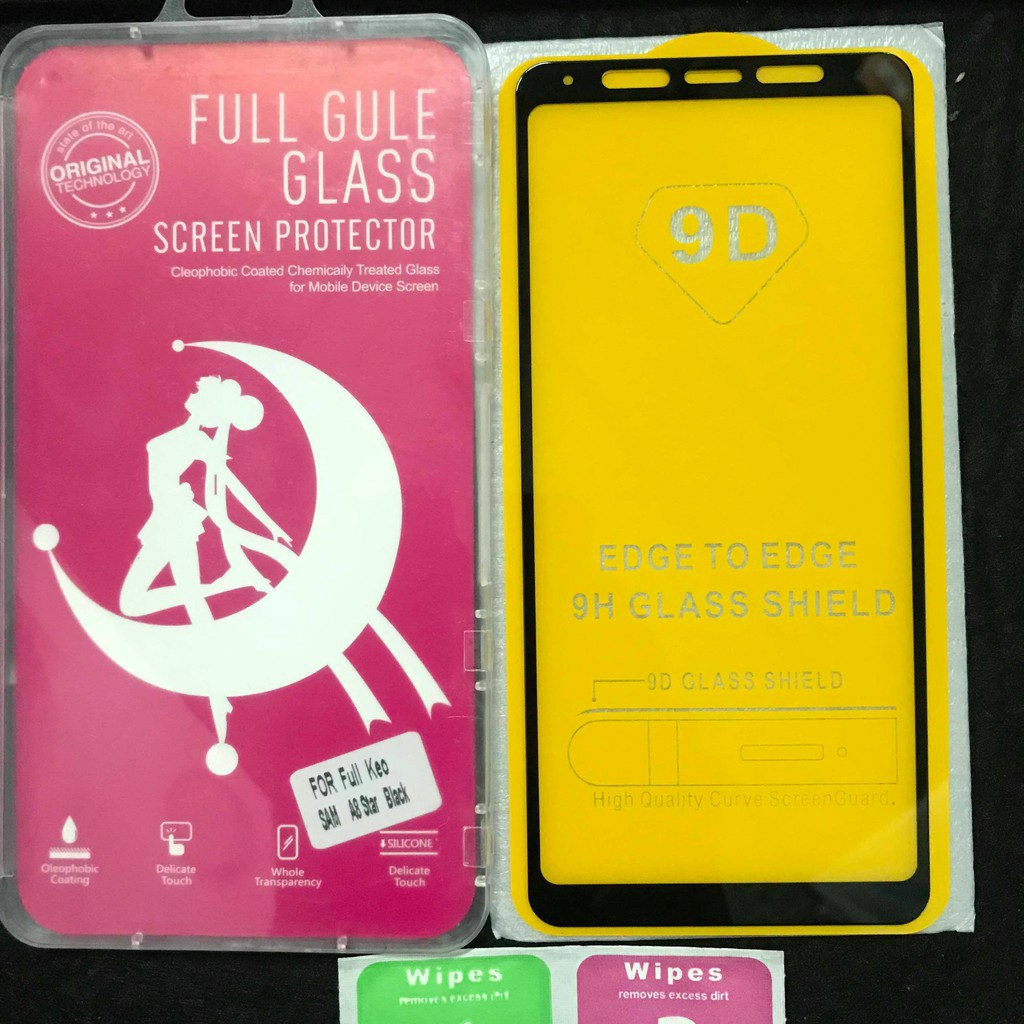 state of the art
ORIGINAL
TECHNOLOGY
FULL GULE
GLASS
SCREEN PROTECTOR
Cleophobic Coated Chemicaily Treated Glass
for Mobile Device Screen
FOR Full Keo
SAM A8 Star Black
Oleophobic
Coating
Delicate
Touch
Whole
Transparency
SILICONE
Delicate
Touch
9D
EDGE TO EDGE
9H GLASS SHIELD
9D GLASS SHIELD
High Quality Curve ScreenGuard.
Wipes
removes excess dirt
Wipes
removes excess dirt